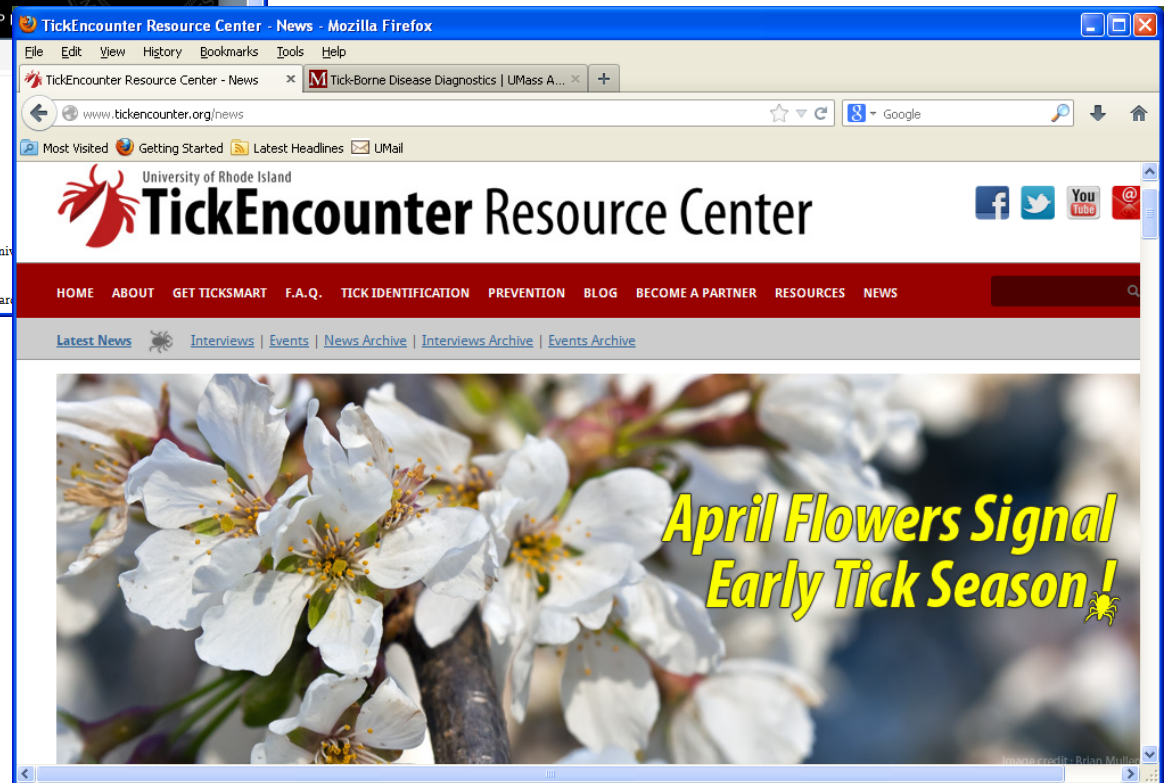 TickEncounter Resource Center - News - Mozilla Firefox
File Edit View History Bookmarks Tools Help
TickEncounter Resource Center - News × M Tick-Borne Disease Diagnostics | UMass A... × +
www.tickencounter.org/news 8 Google
Most Visited Getting Started Latest Headlines UMail
University of Rhode Island
TickEncounter Resource Center
f You Tube @
HOME ABOUT GET TICKSMART F.A.Q. TICK IDENTIFICATION PREVENTION BLOG BECOME A PARTNER RESOURCES NEWS
Latest News Interviews | Events | News Archive | Interviews Archive | Events Archive
April Flowers Signal
Early Tick Season!
Image credit: Brian Mullen